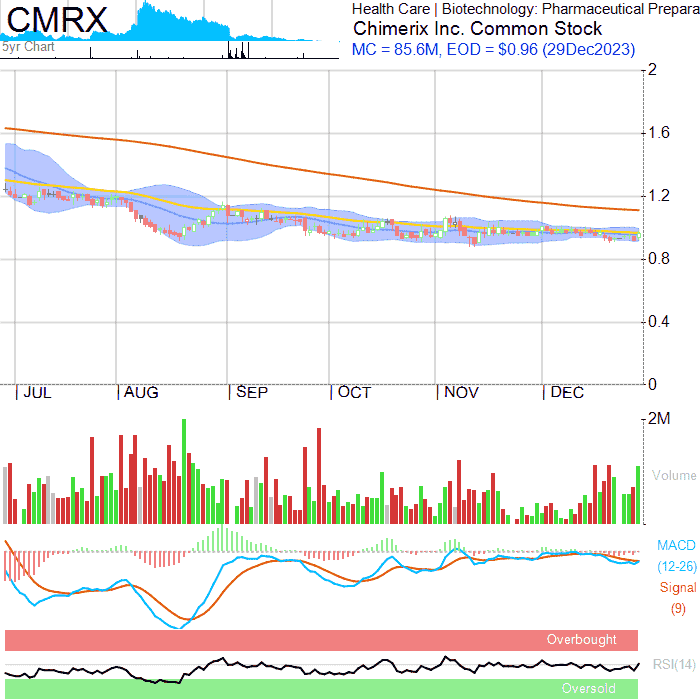 CMRX
5yr Chart
Health Care | Biotechnology: Pharmaceutical Prepara
Chimerix Inc. Common Stock
MC = 85.6M, EOD = $0.96 (29Dec2023)
2
1.6
1.2
0.8
0.4
0
| JUL | AUG | SEP | OCT | NOV | DEC
2M
Volume
MACD
(12-26)
Signal
(9)
Overbought
RSI(14)
Oversold